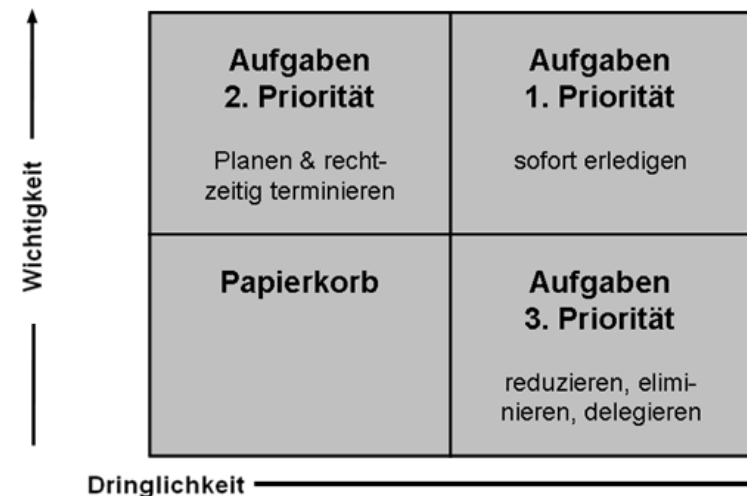 Aufgaben
2. Priorität
Planen & recht-
zeitig terminieren
Aufgaben
1. Priorität
sofort erledigen
Wichtigkeit
Papierkorb
Aufgaben
3. Priorität
reduzieren, elimi-
nieren, delegieren
Dringlichkeit